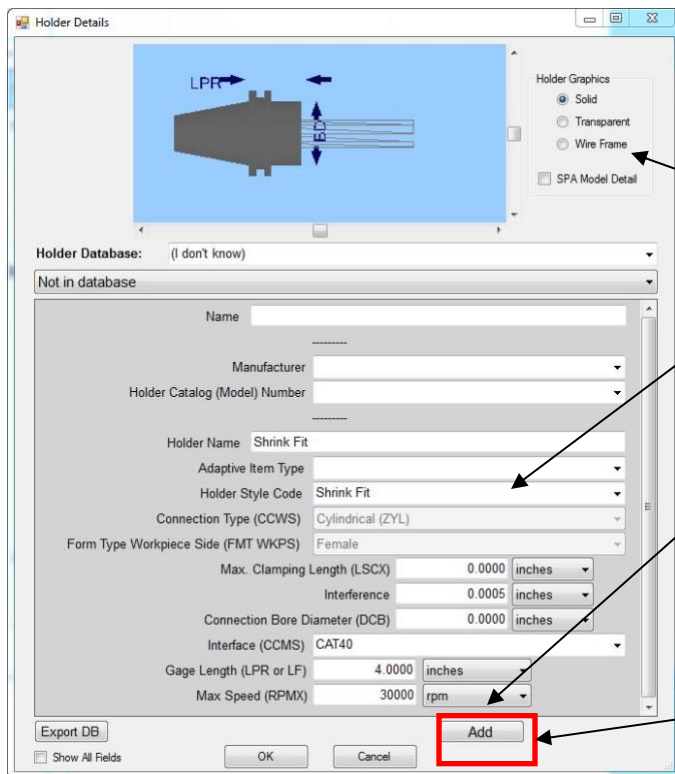 Holder Details
LPR
BD
Holder Graphics
Solid
Transparent
Wire Frame
SPA Model Detail
Holder Database: (I don't know)
Not in database
Name
---------
Manufacturer
Holder Catalog (Model) Number
---------
Holder Name Shrink Fit
Adaptive Item Type
Holder Style Code Shrink Fit
Connection Type (CCWS) Cylindrical (ZYL)
Form Type Workpiece Side (FMT WKPS) Female
Max. Clamping Length (LSCX) 0.0000 inches
Interference 0.0005 inches
Connection Bore Diameter (DCB) 0.0000 inches
Interface (CCMS) CAT40
Gage Length (LPR or LF) 4.0000 inches
Max Speed (RPMX) 30000 rpm
Export DB Add
Show All Fields OK Cancel